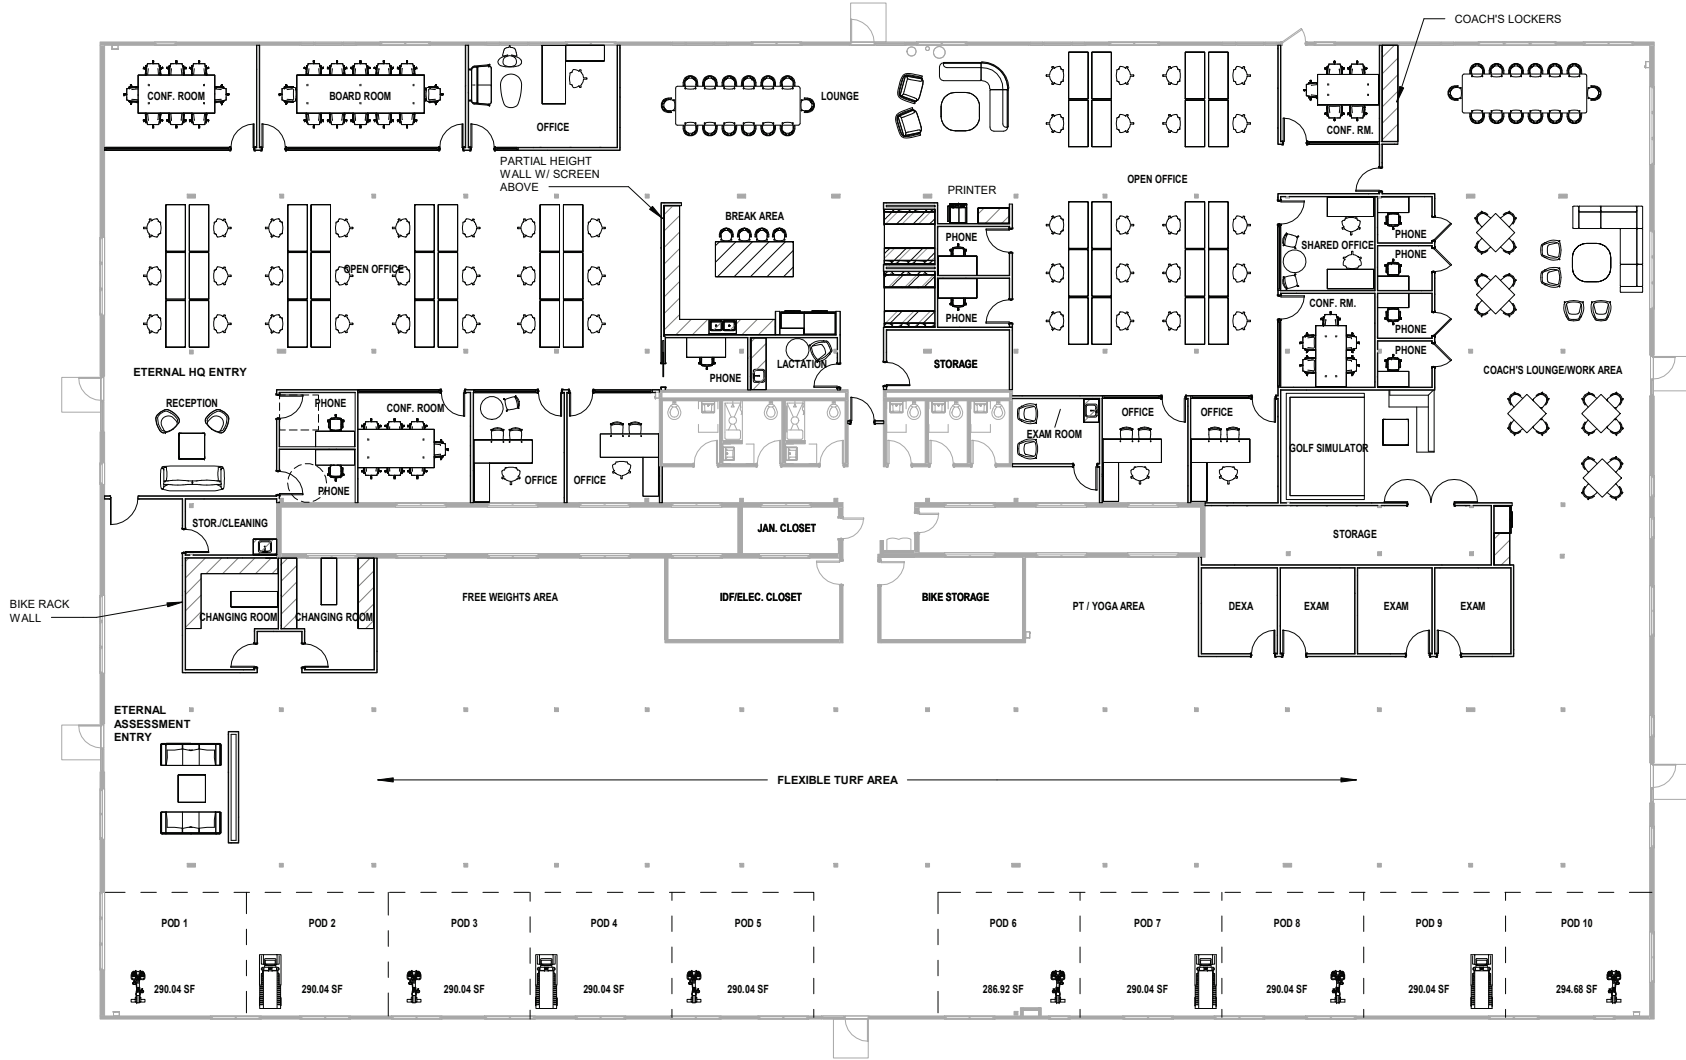 COACH'S LOCKERS
CONF. ROOM
BOARD ROOM
OFFICE
LOUNGE
CONF. RM.
PARTIAL HEIGHT
WALL W/ SCREEN
ABOVE
OPEN OFFICE
PRINTER
BREAK AREA
PHONE
SHARED OFFICE
PHONE
PHONE
OPEN OFFICE
CONF. RM.
PHONE
PHONE
PHONE
PHONE
LACTATION
STORAGE
ETERNAL HQ ENTRY
COACH'S LOUNGE/WORK AREA
RECEPTION
PHONE
CONF. ROOM
EXAM ROOM
OFFICE
OFFICE
GOLF SIMULATOR
OFFICE
OFFICE
PHONE
STOR./CLEANING
JAN. CLOSET
STORAGE
BIKE RACK
WALL
CHANGING ROOM
CHANGING ROOM
FREE WEIGHTS AREA
IDF/ELEC. CLOSET
BIKE STORAGE
PT / YOGA AREA
DEXA
EXAM
EXAM
EXAM
ETERNAL
ASSESSMENT
ENTRY
FLEXIBLE TURF AREA
POD 1
POD 2
POD 3
POD 4
POD 5
POD 6
POD 7
POD 8
POD 9
POD 10
290.04 SF
290.04 SF
290.04 SF
290.04 SF
290.04 SF
286.92 SF
290.04 SF
290.04 SF
290.04 SF
294.68 SF